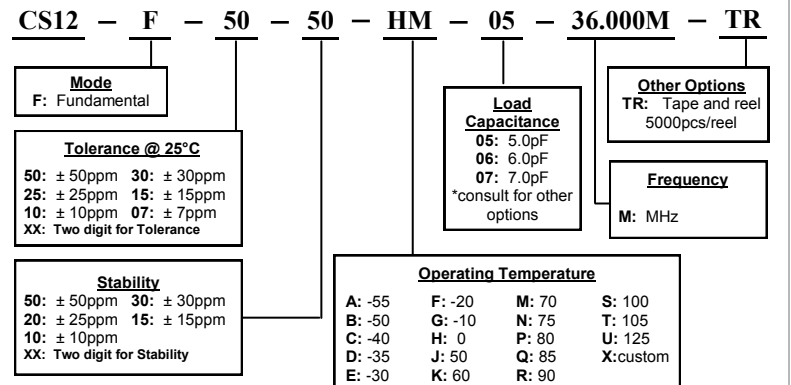 CS12 – F – 50 – 50 – HM – 05 – 36.000M – TR
Mode
F: Fundamental
Tolerance @ 25°C
50: ± 50ppm 30: ± 30ppm
25: ± 25ppm 15: ± 15ppm
10: ± 10ppm 07: ± 7ppm
XX: Two digit for Tolerance
Stability
50: ± 50ppm 30: ± 30ppm
20: ± 25ppm 15: ± 15ppm
10: ± 10ppm
XX: Two digit for Stability
Load
Capacitance
05: 5.0pF
06: 6.0pF
07: 7.0pF
*consult for other
options
Other Options
TR: Tape and reel
5000pcs/reel
Frequency
M: MHz
Operating Temperature
A: -55 F: -20 M: 70 S: 100
B: -50 G: -10 N: 75 T: 105
C: -40 H: 0 P: 80 U: 125
D: -35 J: 50 Q: 85 X:custom
E: -30 K: 60 R: 90